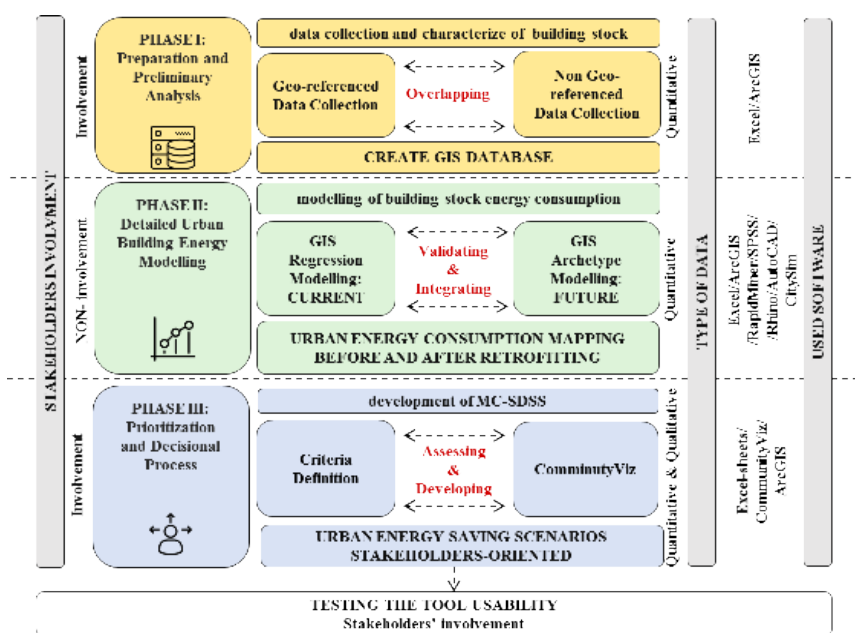 STAKEHOLDERS INVOLVMENT
Involvement
PHASE I:
Preparation and
Preliminary
Analysis
data collection and characterize of building stock
Geo-referenced
Data Collection
Overlapping
Non Geo-
referenced
Data Collection
CREATE GIS DATABASE
Quantitative
Excel/ArcGIS
NON- involvement
PHASE II:
Detailed Urban
Building Energy
Modelling
modelling of building stock energy consumption
GIS
Regression
Modelling:
CURRENT
Validating
&
Integrating
GIS
Archetype
Modelling:
FUTURE
URBAN ENERGY CONSUMPTION MAPPING
BEFORE AND AFTER RETROFITTING
Quantitative
TYPE OF DATA
Excel/ArcGIS
/RapidMiner/SPSS/
/Rhino/AutoCAD/
CitySim
USED SOFTWARE
Involvement
PHASE III:
Prioritization
and Decisional
Process
development of MC-SDSS
Criteria
Definition
Assessing
&
Developing
ComminutyViz
URBAN ENERGY SAVING SCENARIOS
STAKEHOLDERS-ORIENTED
Quantitative & Qualitative
Excel-sheets/
CommunityViz/
ArcGIS
TESTING THE TOOL USABILITY
Stakeholders' involvement